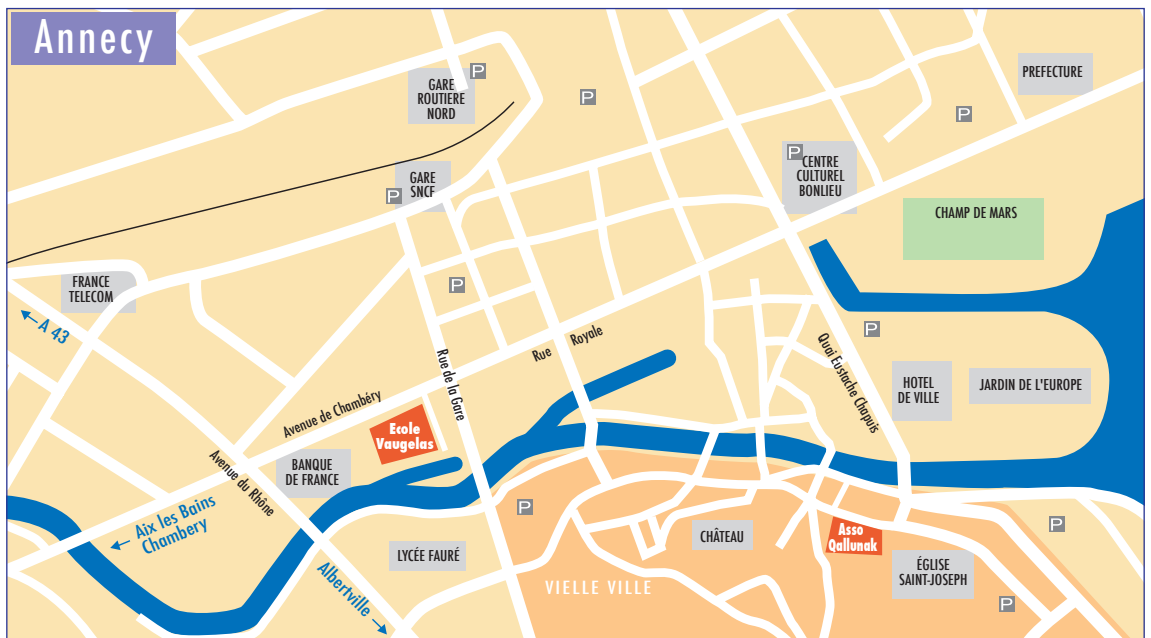 Annecy
PREFECTURE
P
GARE
ROUTIERE
NORD
P
P
P
CENTRE
CULTUREL
BONLIEU
GARE
SNCF
P
CHAMP DE MARS
FRANCE
TELECOM
P
A 43
P
Rue Royale
Quai Eustache Chapuis
Rue de la Gare
HOTEL
DE VILLE
JARDIN DE L'EUROPE
Avenue de Chambéry
Ecole
Vaugelas
BANQUE
DE FRANCE
Avenue du Rhône
Aix les Bains
Chambery
P
P
LYCÉE FAURÉ
CHÂTEAU
Asso
Qallunak
ÉGLISE
SAINT-JOSEPH
Albertville
VIELLE VILLE
P